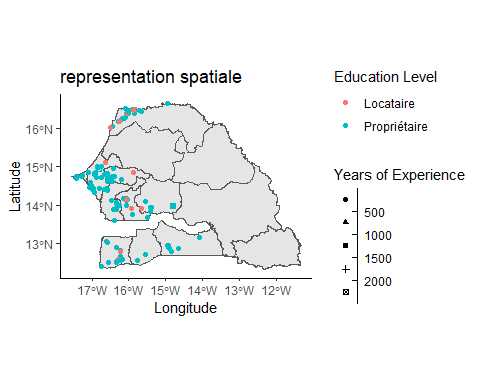 representation spatiale
Education Level
Locataire
Propriétaire
Years of Experience
500
1000
1500
2000
Latitude
16°N
15°N
14°N
13°N
17°W 16°W 15°W 14°W 13°W 12°W
Longitude